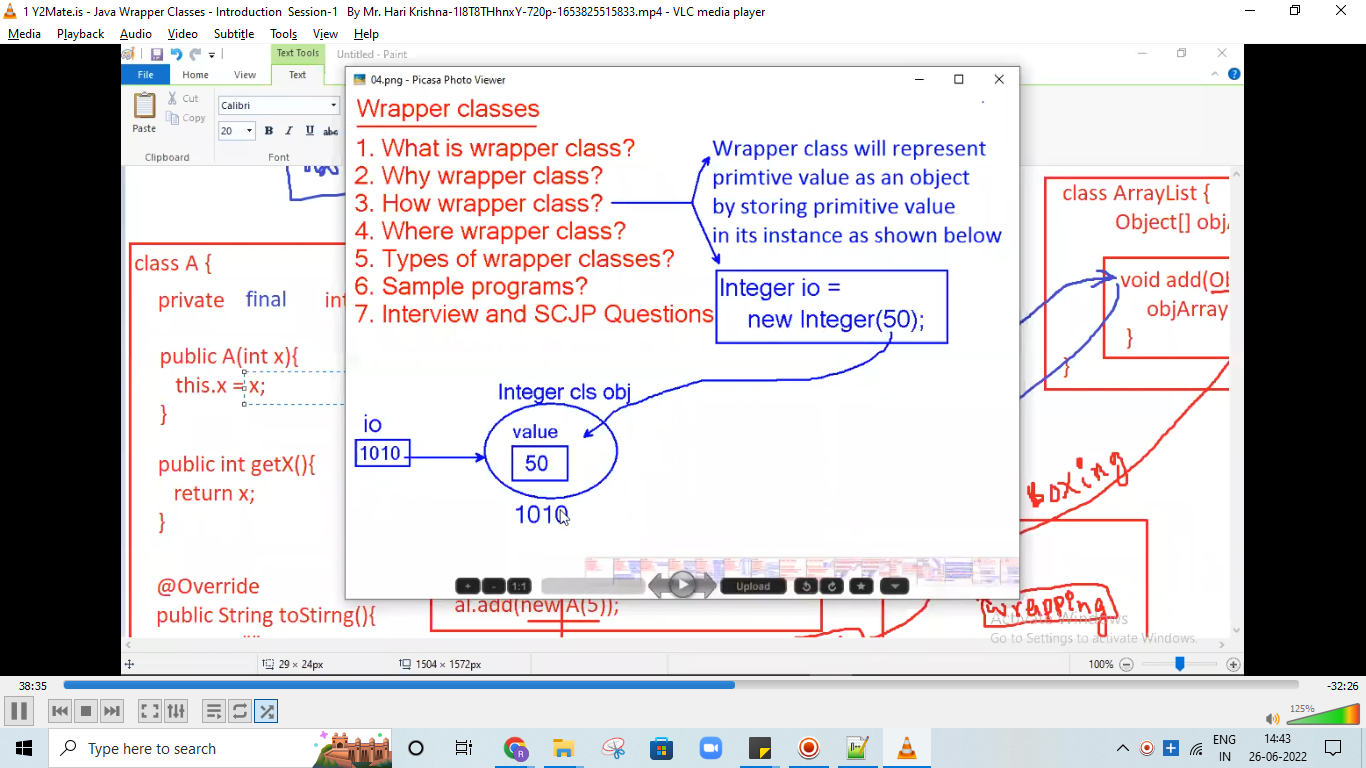 1 Y2Mate.is - Java Wrapper Classes - Introduction Session-1 By Mr. Hari Krishna-1I8T8THhnxY-720p-1653825515833.mp4 - VLC media player
Media Playback Audio Video Subtitle Tools View Help
Text Tools Untitled - Paint
File Home View Text
Paste Cut Copy Calibri 20 B I U abc
Clipboard Font
04.png - Picasa Photo Viewer
Wrapper classes
1. What is wrapper class?
2. Why wrapper class?
3. How wrapper class?
4. Where wrapper class?
5. Types of wrapper classes?
6. Sample programs?
7. Interview and SCJP Questions
Wrapper class will represent
primtive value as an object
by storing primitive value
in its instance as shown below
Integer io =
new Integer(50);
Integer cls obj
value
50
1010
io
1010
1:1 Upload
class A {
private final int
public A(int x){
this.x = x;
}
public int getX(){
return x;
}
@Override
public String toStirng(){
al.add(new A(5));
class ArrayList {
Object[] obj
void add(Ob
objArray
}
}
boxing
wrapping
Activate Windows
Go to Settings to activate Windows.
29 × 24px 1504 × 1572px 100%
38:35 -32:26
125%
Type here to search
ENG
IN
14:43
26-06-2022